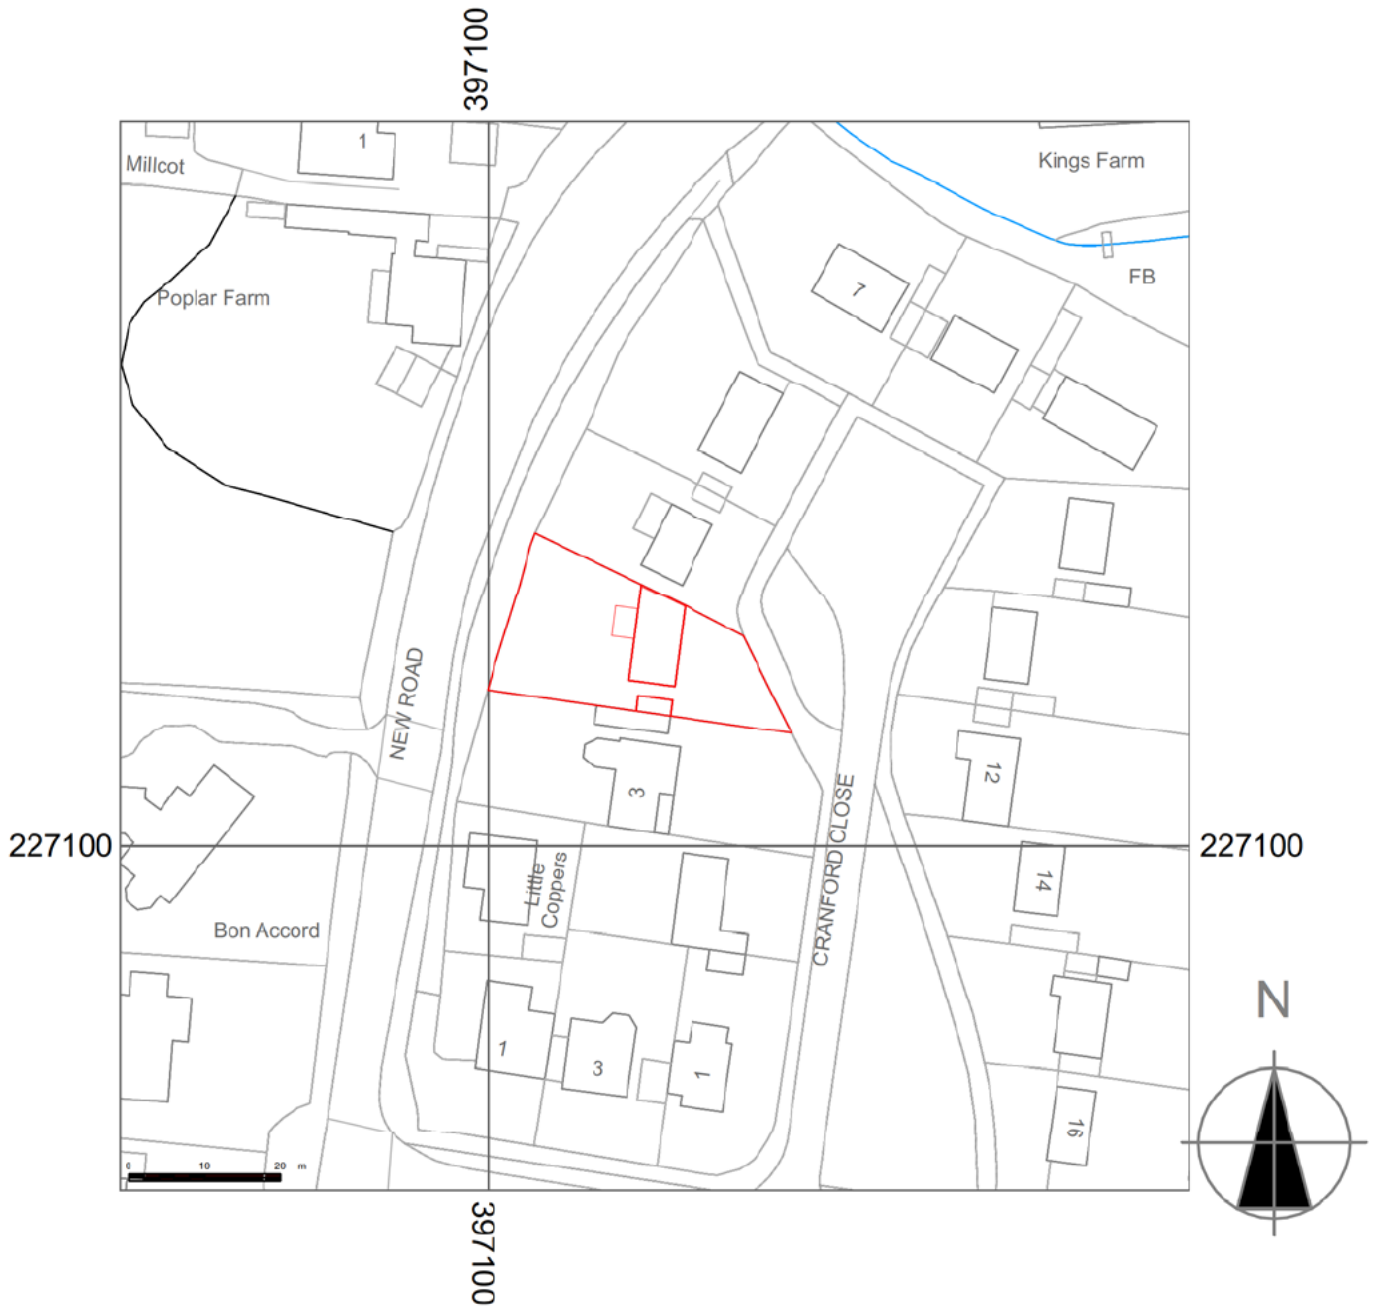 397100
1
Millcot
Kings Farm
FB
7
Poplar Farm
NEW ROAD
3
12
CRANFORD CLOSE
227100
227100
14
Little
Coppers
Bon Accord
N
1
3
1
16
0 10 20 m
397100